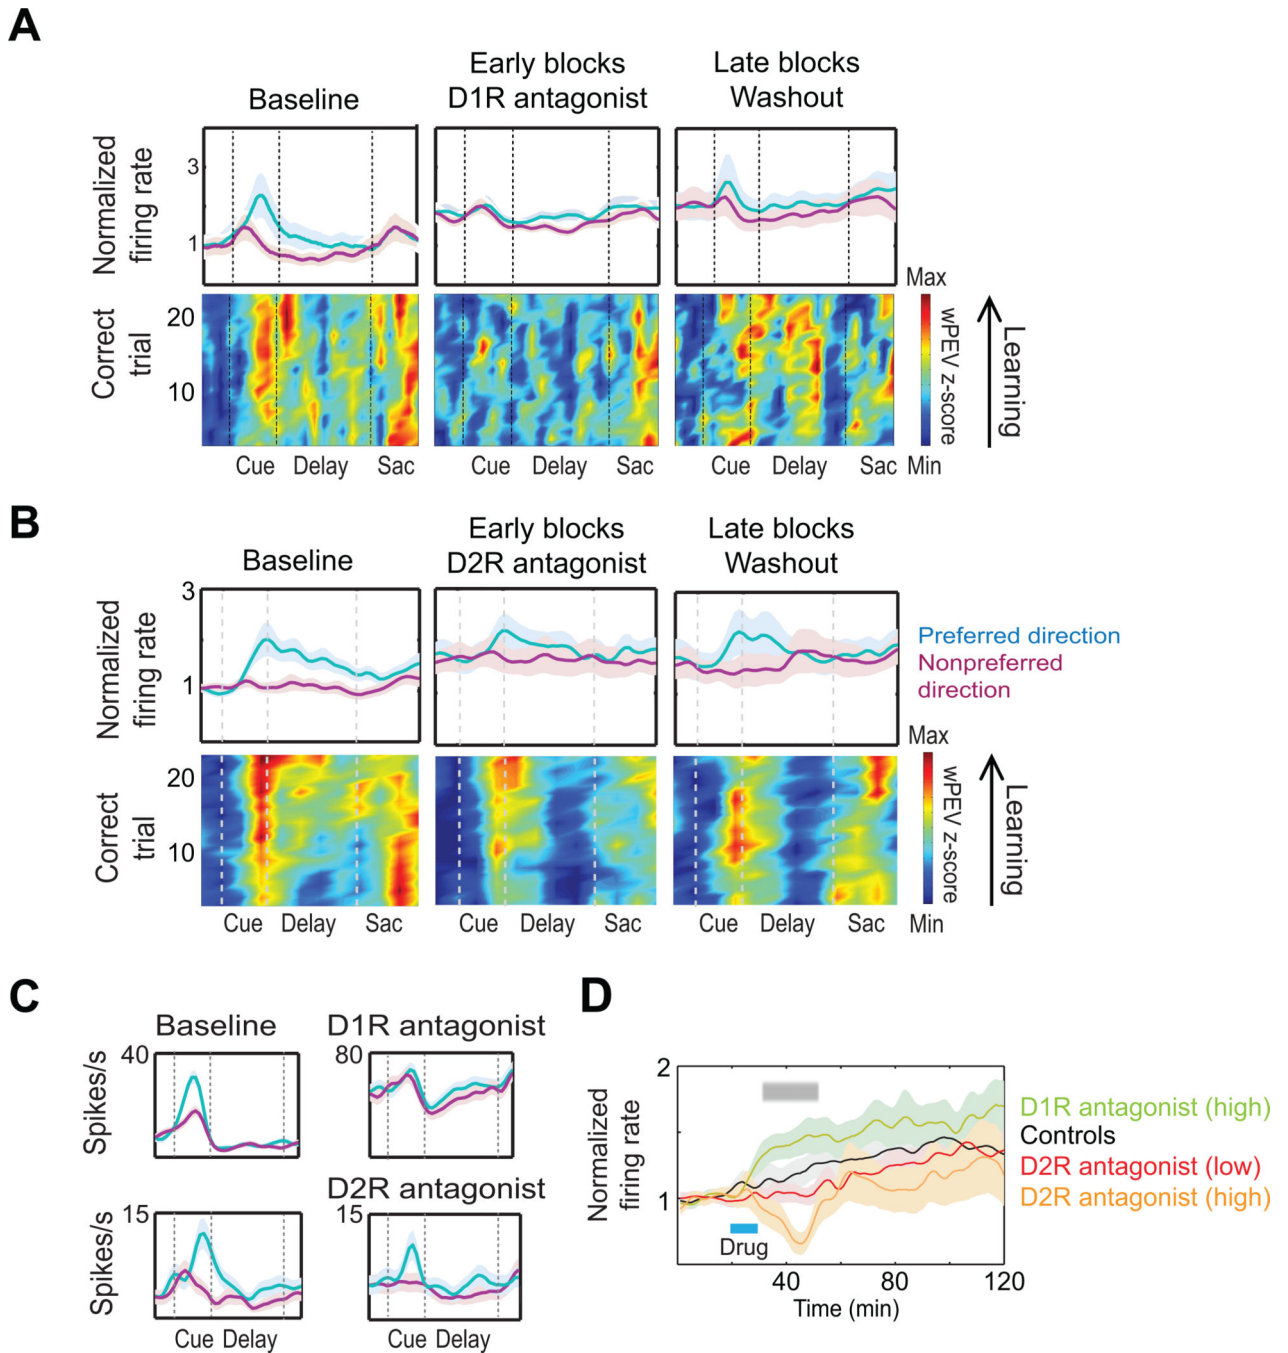 A
Baseline
Early blocks
D1R antagonist
Late blocks
Washout
Normalized
firing rate
3
1
Correct
trial
20
10
Max
wPEV z-score
Min
Learning
Cue Delay Sac
Cue Delay Sac
Cue Delay Sac
B
Baseline
Early blocks
D2R antagonist
Late blocks
Washout
Normalized
firing rate
3
1
Preferred direction
Nonpreferred
direction
Correct
trial
20
10
Max
wPEV z-score
Min
Learning
Cue Delay Sac
Cue Delay Sac
Cue Delay Sac
C
Baseline
D1R antagonist
Spikes/s
40
80
D2R antagonist
Spikes/s
15
15
Cue Delay
Cue Delay
D
Normalized
firing rate
2
1
Drug
40 80 120
Time (min)
D1R antagonist (high)
Controls
D2R antagonist (low)
D2R antagonist (high)